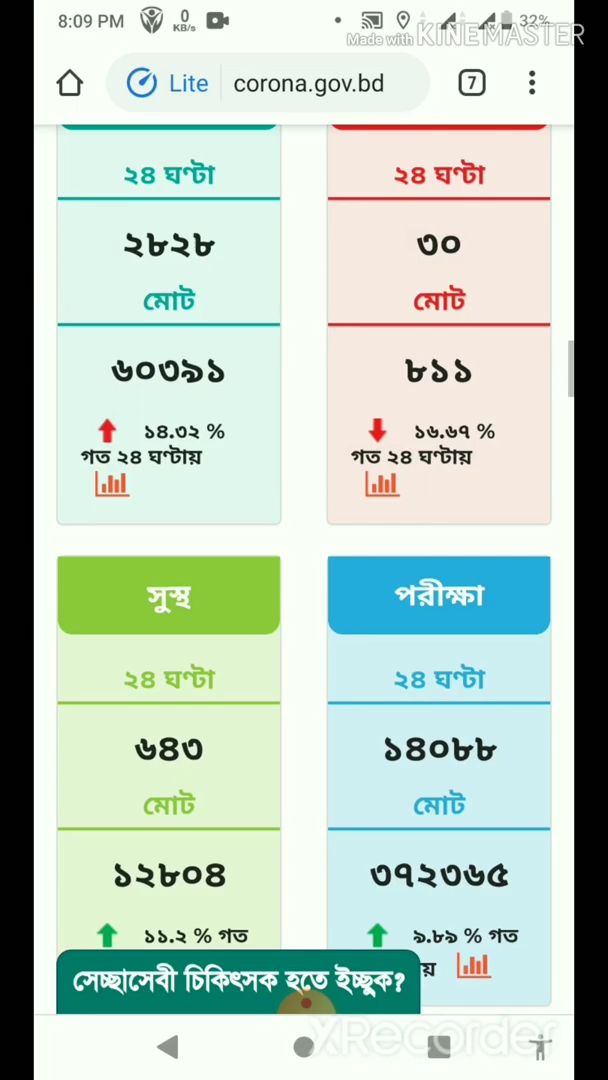 8:09 PM 0 KB/s 32%
Made with KINEMASTER
Lite corona.gov.bd 7
২৪ ঘণ্টা
২৮২৮
মোট
৬০৩৯১
১৪.৩২ %
গত ২৪ ঘণ্টায়
২৪ ঘণ্টা
৩০
মোট
৮১১
১৬.৬৭ %
গত ২৪ ঘণ্টায়
সুস্থ
২৪ ঘণ্টা
৬৪৩
মোট
১২৮০৪
১১.২ % গত
পরীক্ষা
২৪ ঘণ্টা
১৪০৮৮
মোট
৩৭২৩৬৫
৯.৮৯ % গত
য়
সেচ্ছাসেবী চিকিৎসক হতে ইচ্ছুক?
XRecorder